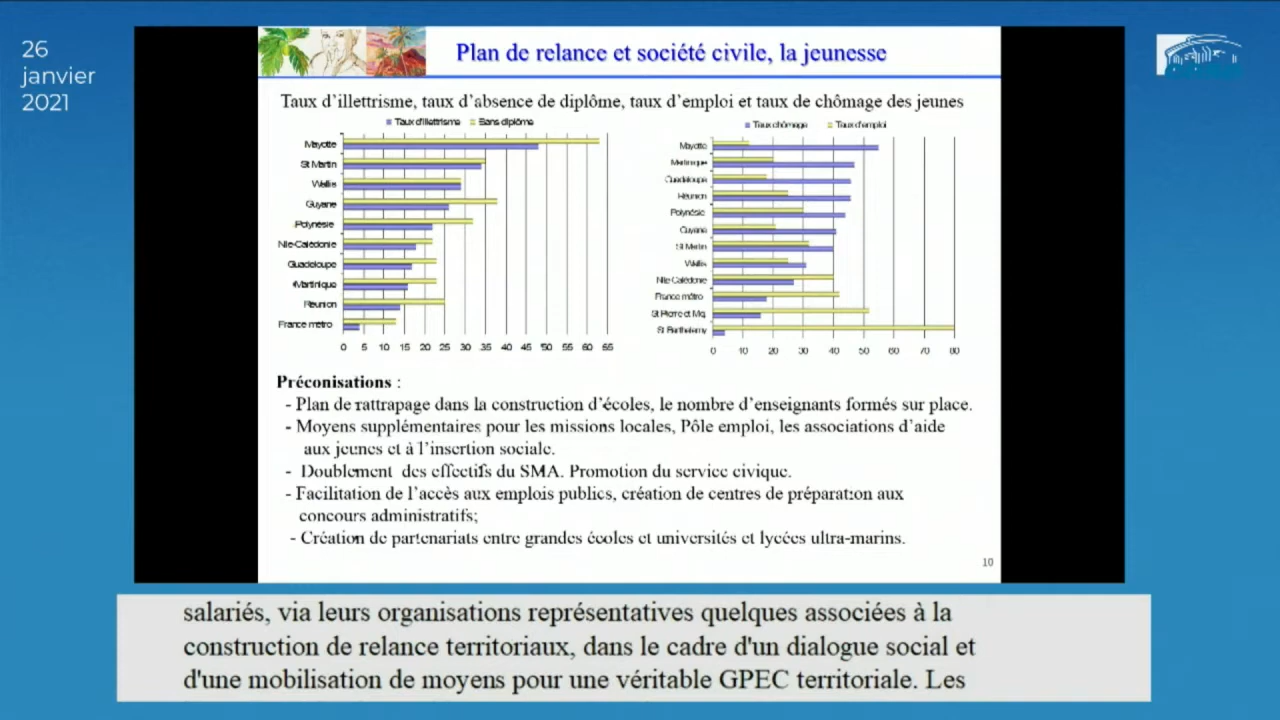 26
janvier
2021
Plan de relance et société civile, la jeunesse
Taux d’illettrisme, taux d’absence de diplôme, taux d’emploi et taux de chômage des jeunes
Taux d'illettrisme Sans diplôme
Mayotte
St Martin
Wallis
Guyane
Polynésie
Nlle-Calédonie
Guadeloupe
Martinique
Réunion
France métro
0 5 10 15 20 25 30 35 40 45 50 55 60 65
Taux chômage Taux d'emploi
Mayotte
Martinique
Guadeloupe
Réunion
Polynésie
Guyane
St Martin
Wallis
Nlle-Calédonie
France métro
St Pierre et Mq.
St Barthelemy
0 10 20 30 40 50 60 70 80
Préconisations :
- Plan de rattrapage dans la construction d’écoles, le nombre d’enseignants formés sur place.
- Moyens supplémentaires pour les missions locales, Pôle emploi, les associations d’aide
aux jeunes et à l’insertion sociale.
- Doublement des effectifs du SMA. Promotion du service civique.
- Facilitation de l’accès aux emplois publics, création de centres de préparation aux
concours administratifs;
- Création de partenariats entre grandes écoles et universités et lycées ultra-marins.
10
salariés, via leurs organisations représentatives quelques associées à la
construction de relance territoriaux, dans le cadre d'un dialogue social et
d'une mobilisation de moyens pour une véritable GPEC territoriale. Les